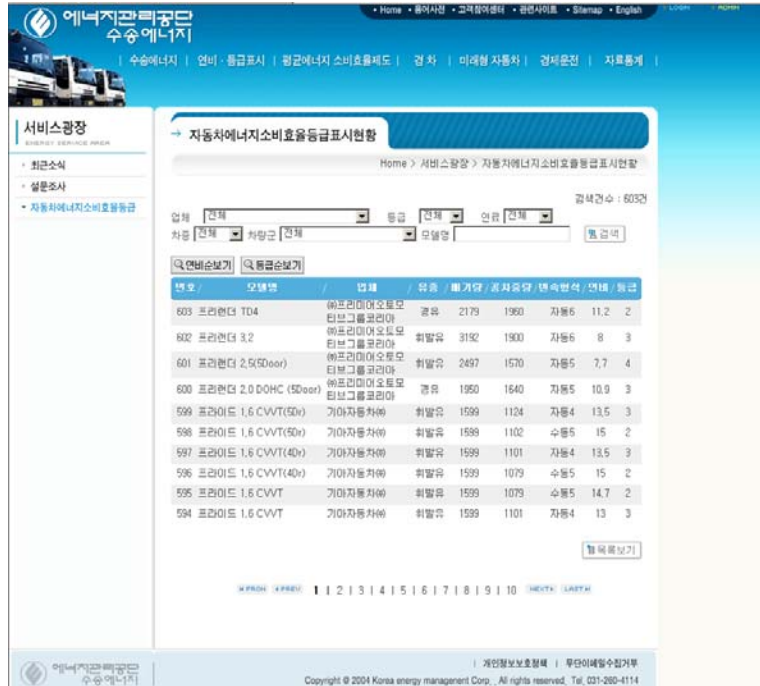 • Home • 용어사전 • 고객참여센터 • 관련사이트 • Sitemap • English
LOGIN ADMIN
에너지관리공단
수송에너지
수송에너지 | 연비 · 등급표시 | 평균에너지 소비효율제도 | 경차 | 미래형 자동차 | 경제운전 | 자료통계 |
서비스광장
ENERGY SERVICE AREA
· 최근소식
· 설문조사
• 자동차에너지소비효율등급
→ 자동차에너지소비효율등급표시현황
Home > 서비스광장 > 자동차에너지소비효율등급표시현황
검색건수 : 603건
업체 전체 등급 전체 연료 전체
차종 전체 차량군 전체 모델명 검색
연비순보기 등급순보기
번호 / 모델명 / 업체 / 유종 / 배기량 / 공차중량 / 변속형식 / 연비 / 등급
603 프리랜더 TD4 ㈜프리미어오토모티브그룹코리아 경유 2179 1960 자동6 11,2 2
602 프리랜더 3,2 ㈜프리미어오토모티브그룹코리아 휘발유 3192 1900 자동6 8 3
601 프리랜더 2,5(5Door) ㈜프리미어오토모티브그룹코리아 휘발유 2497 1570 자동5 7,7 4
600 프리랜더 2,0 DOHC (5Door) ㈜프리미어오토모티브그룹코리아 경유 1950 1640 자동5 10,9 3
599 프라이드 1,6 CVVT(5Dr) 기아자동차㈜ 휘발유 1599 1124 자동4 13,5 3
598 프라이드 1,6 CVVT(5Dr) 기아자동차㈜ 휘발유 1599 1102 수동5 15 2
597 프라이드 1,6 CVVT(4Dr) 기아자동차㈜ 휘발유 1599 1101 자동4 13,5 3
596 프라이드 1,6 CVVT(4Dr) 기아자동차㈜ 휘발유 1599 1079 수동5 15 2
595 프라이드 1,6 CVVT 기아자동차㈜ 휘발유 1599 1079 수동5 14,7 2
594 프라이드 1,6 CVVT 기아자동차㈜ 휘발유 1599 1101 자동4 13 3
목록보기
PREV 1 | 2 | 3 | 4 | 5 | 6 | 7 | 8 | 9 | 10 NEXT LAST
| 개인정보보호정책 | 무단이메일수집거부
에너지관리공단
수송에너지
Copyright @ 2004 Korea energy managenent Corp,, All rights reserved, Tel, 031-260-4114